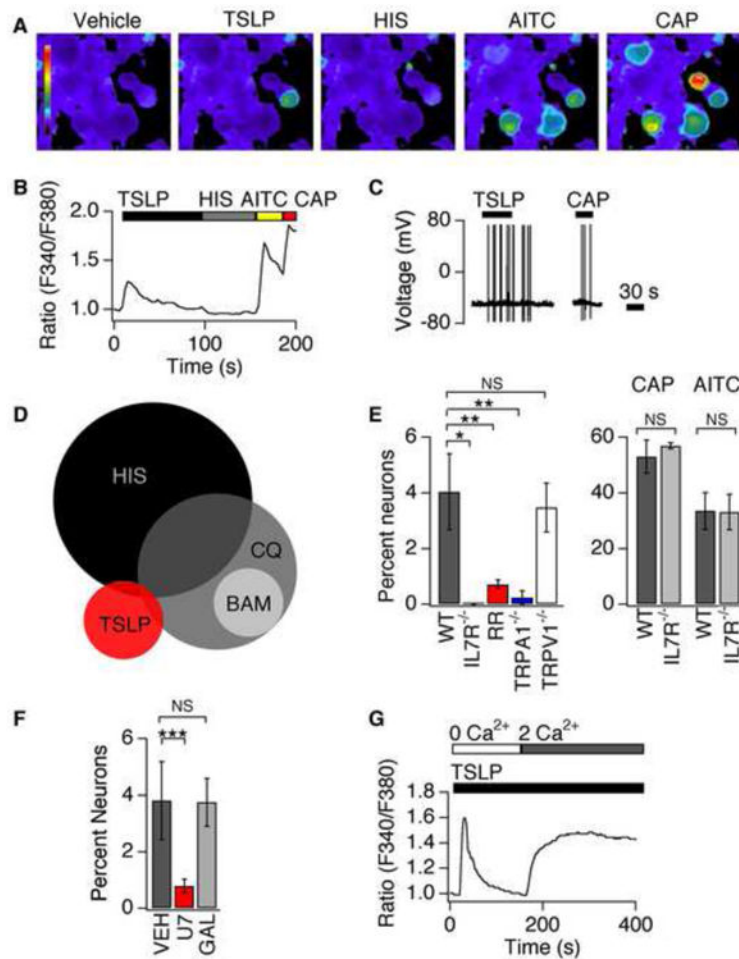 A
Vehicle TSLP HIS AITC CAP
B
TSLP HIS AITC CAP
Ratio (F340/F380)
2.0
1.5
1.0
0 100 200
Time (s)
C
TSLP CAP
Voltage (mV)
80
0
-80
30 s
D
HIS
CQ
BAM
TSLP
E
NS
**
**
*
Percent neurons
6
4
2
0
WT
IL7R-/-
RR
TRPA1-/-
TRPV1-/-
CAP AITC
NS NS
60
40
20
0
WT
IL7R-/-
WT
IL7R-/-
F
NS
***
Percent Neurons
6
4
2
0
VEH
U7
GAL
G
0 Ca2+ 2 Ca2+
TSLP
Ratio (F340/F380)
1.8
1.6
1.4
1.2
1.0
0 200 400
Time (s)